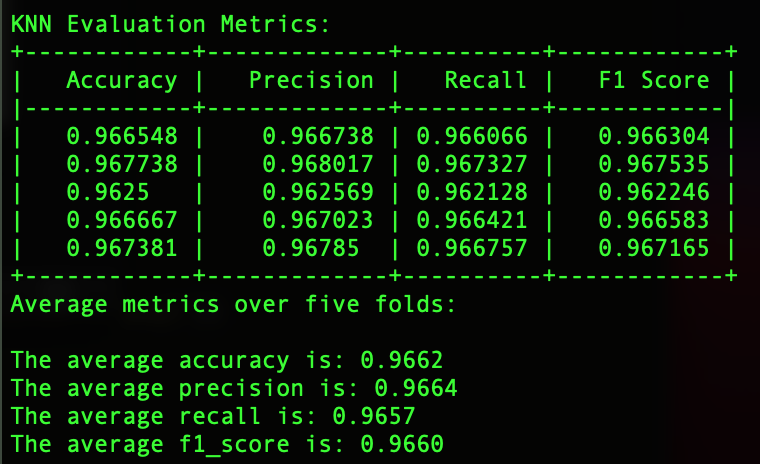 KNN Evaluation Metrics:
+------------+-------------+----------+------------+
|   Accuracy |   Precision |   Recall |   F1 Score |
|------------+-------------+----------+------------|
|   0.966548 |    0.966738 | 0.966066 |   0.966304 |
|   0.967738 |    0.968017 | 0.967327 |   0.967535 |
|   0.9625   |    0.962569 | 0.962128 |   0.962246 |
|   0.966667 |    0.967023 | 0.966421 |   0.966583 |
|   0.967381 |    0.96785  | 0.966757 |   0.967165 |
+------------+-------------+----------+------------+
Average metrics over five folds:

The average accuracy is: 0.9662
The average precision is: 0.9664
The average recall is: 0.9657
The average f1_score is: 0.9660